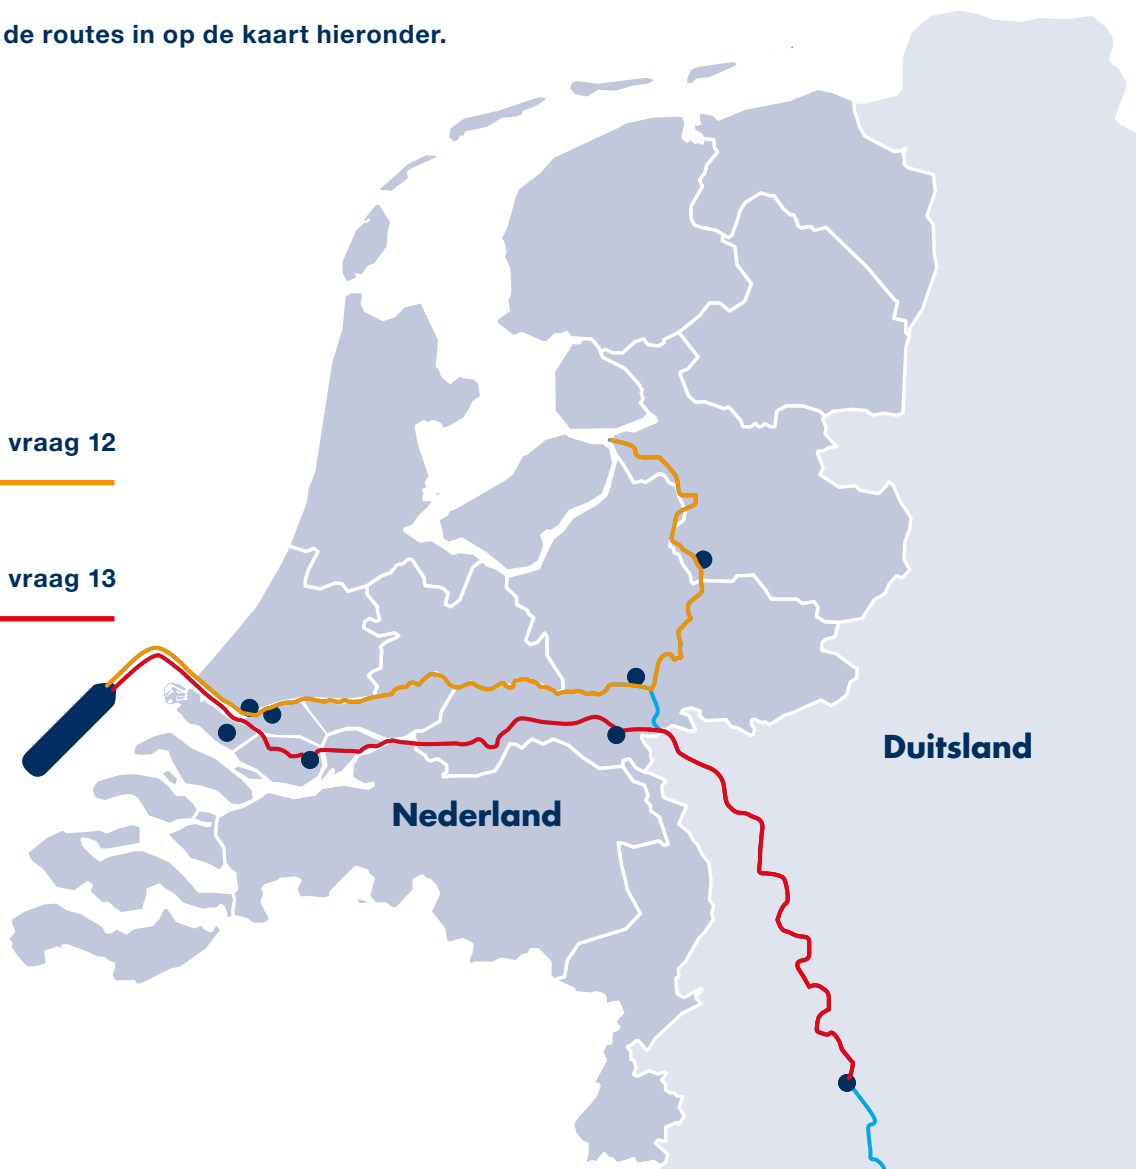 de routes in op de kaart hieronder.
vraag 12
vraag 13
Duitsland
Nederland